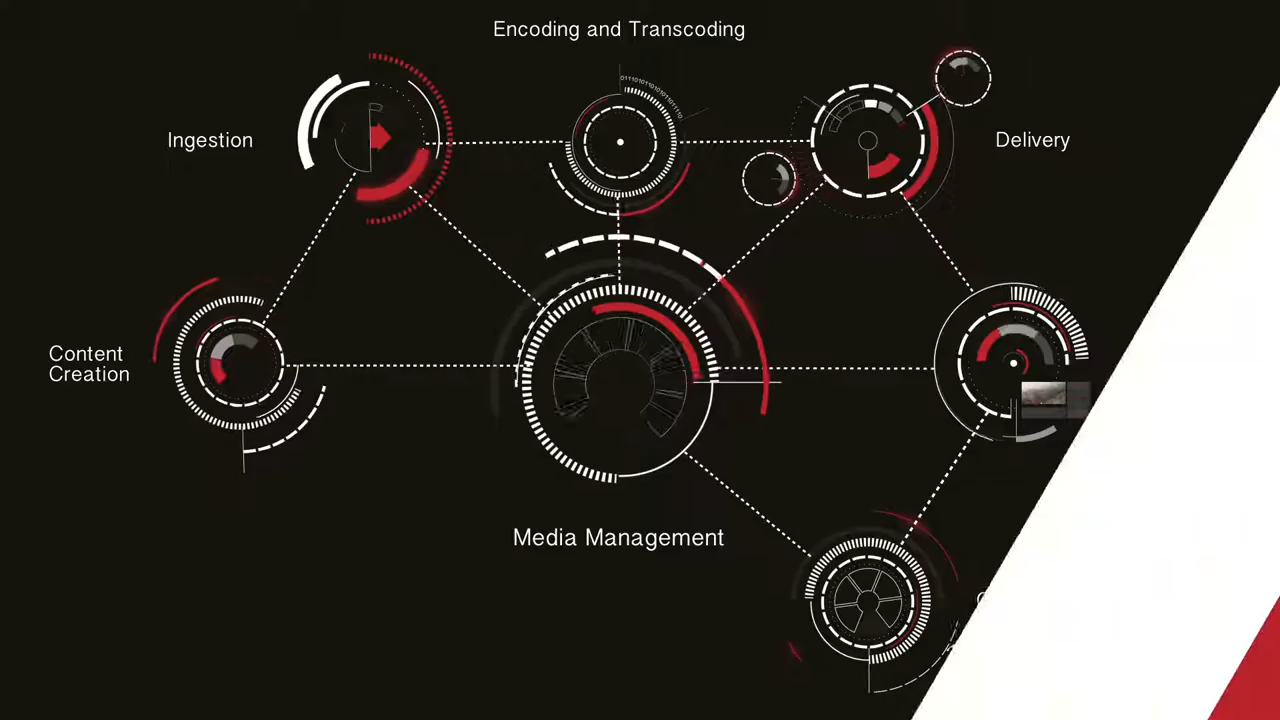 Encoding and Transcoding
Ingestion
Delivery
Content
Creation
Media Management